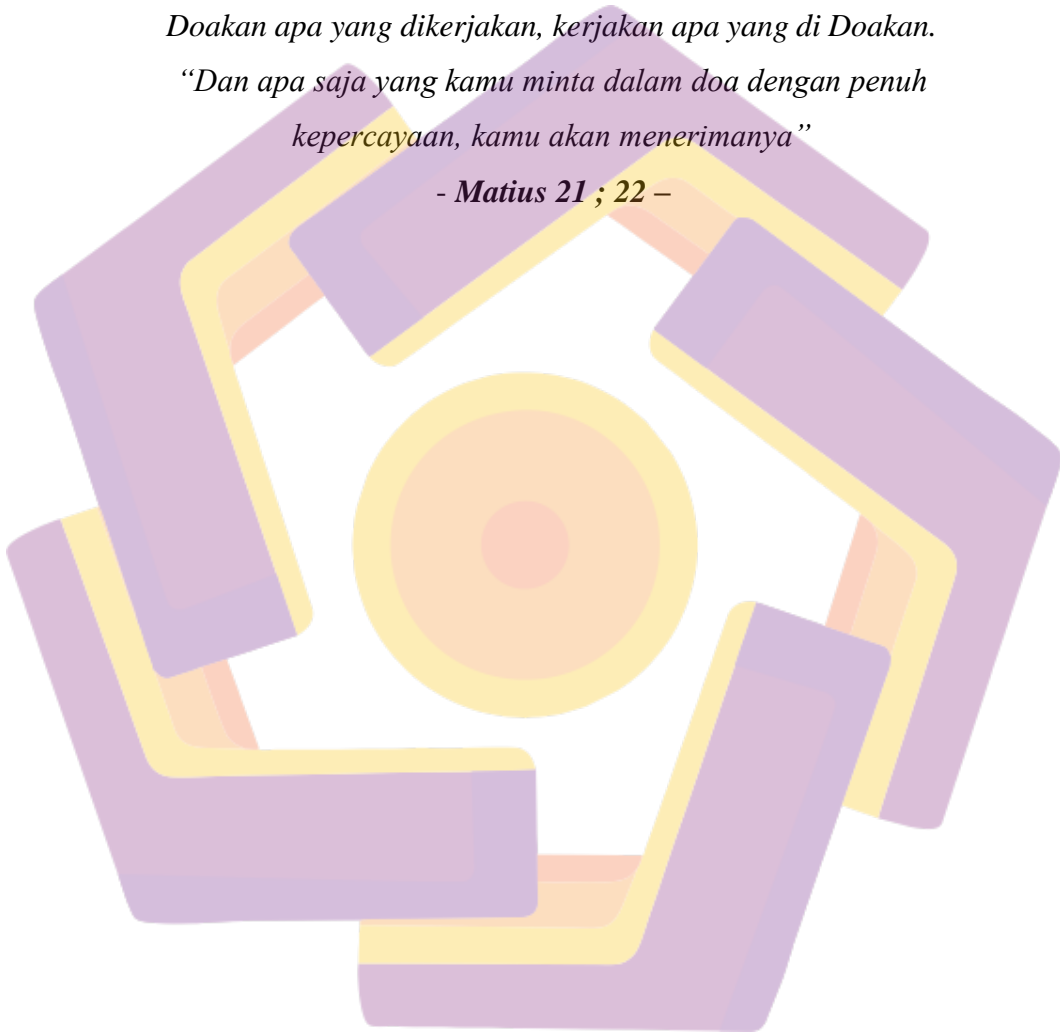 Doakan apa yang dikerjakan, kerjakan apa yang di Doakan.
“Dan apa saja yang kamu minta dalam doa dengan penuh
kepercayaan, kamu akan menerimanya”
- Matius 21 ; 22 –